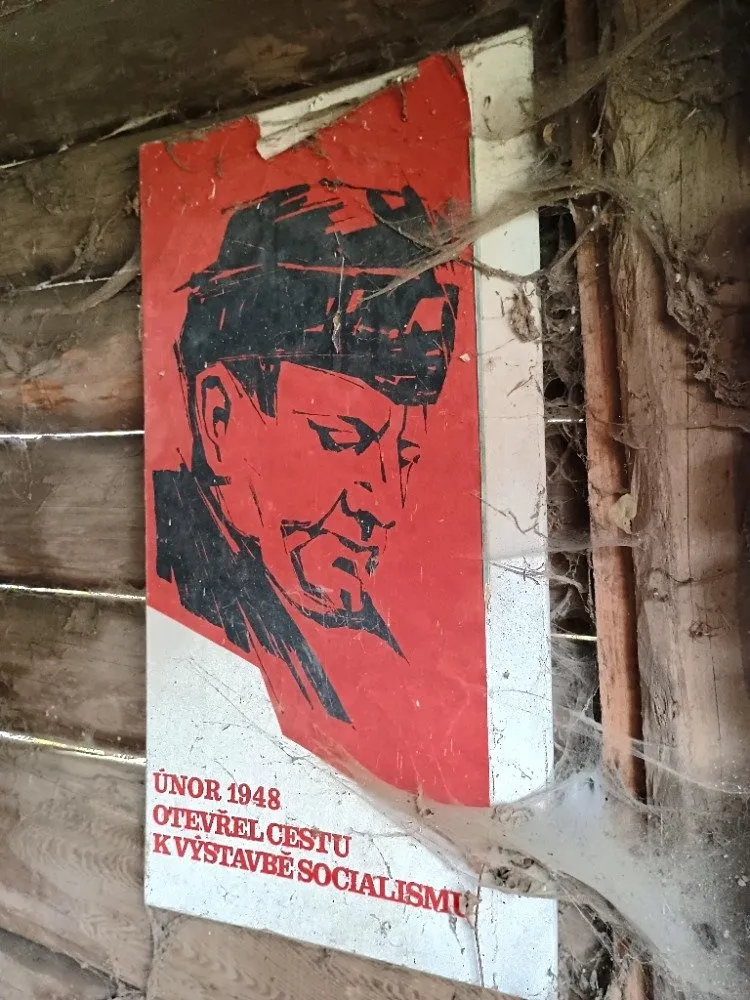 ÚNOR 1948
OTEVŘEL CESTU
K VÝSTAVBĚ SOCIALISMU